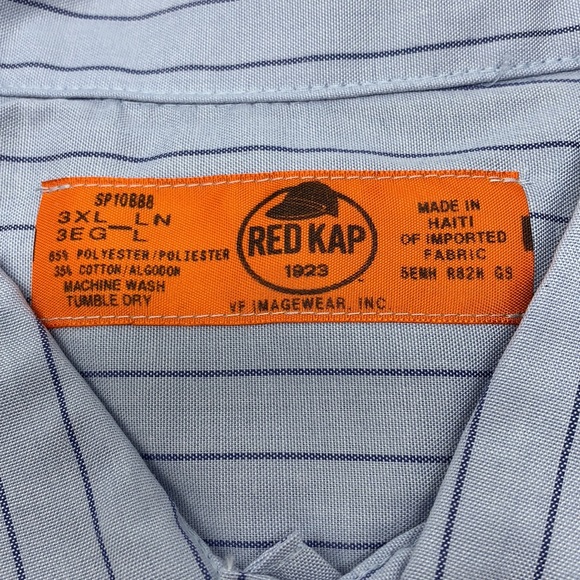 SP10BBB
3XL—LN
3EG—L
65% POLYESTER/POLIESTER
35% COTTON/ALGODON
MACHINE WASH
TUMBLE DRY
RED KAP
1923
VF IMAGEWEAR, INC.
MADE IN
HAITI
OF IMPORTED
FABRIC
5EMH R82H GS